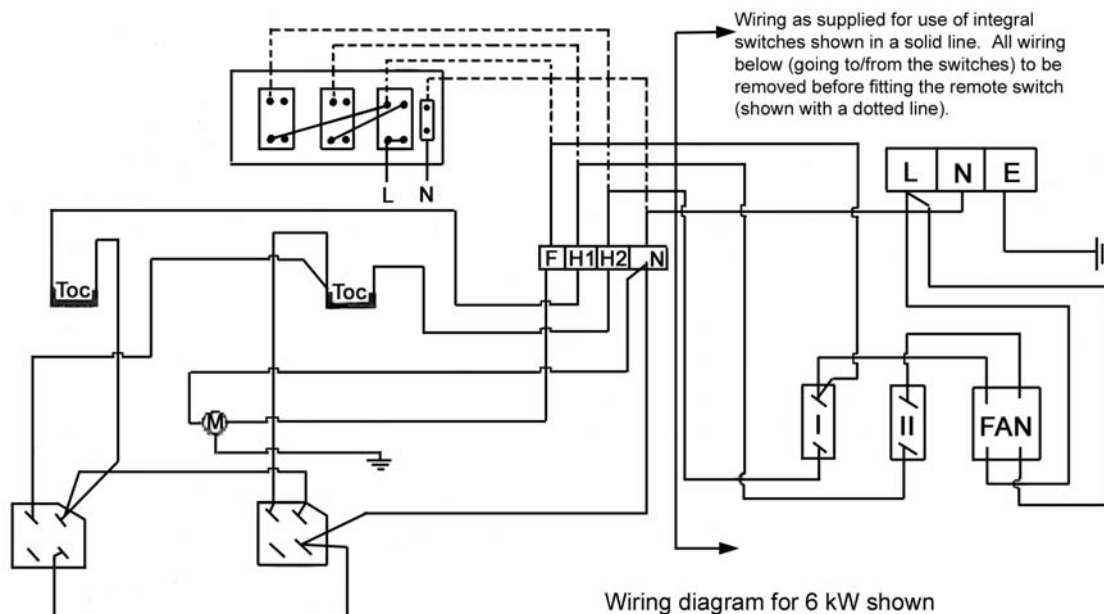 Wiring as supplied for use of integral
switches shown in a solid line. All wiring
below (going to/from the switches) to be
removed before fitting the remote switch
(shown with a dotted line).
L N
L N E
F H1 H2 N
Toc
Toc
M
I
II
FAN
Wiring diagram for 6 kW shown